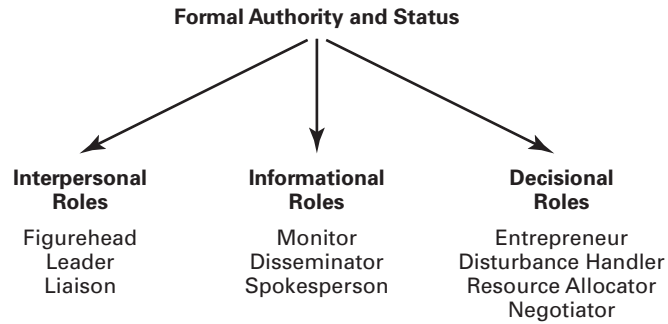 Formal Authority and Status
Interpersonal
Roles
Figurehead
Leader
Liaison
Informational
Roles
Monitor
Disseminator
Spokesperson
Decisional
Roles
Entrepreneur
Disturbance Handler
Resource Allocator
Negotiator